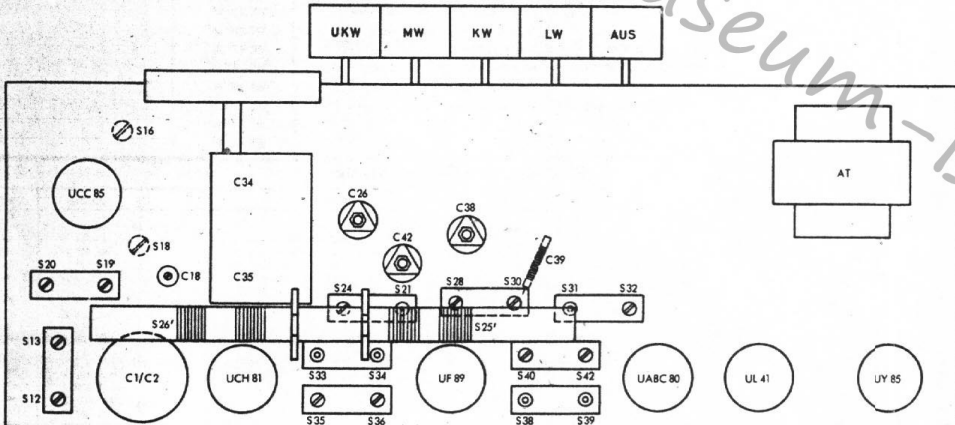 UKW MW KW LW AUS
S16
UCC 85
C34
AT
C26
C38
C42
S18
C39
C18
C35
S20 S19
S24 S21 S28 S30 S31 S32
S26' S25'
S13
S33 S34 S40 S42
C1/C2 UCH 81 UF 89 UABC 80 UL 41 UY 85
S12
S35 S36 S38 S39